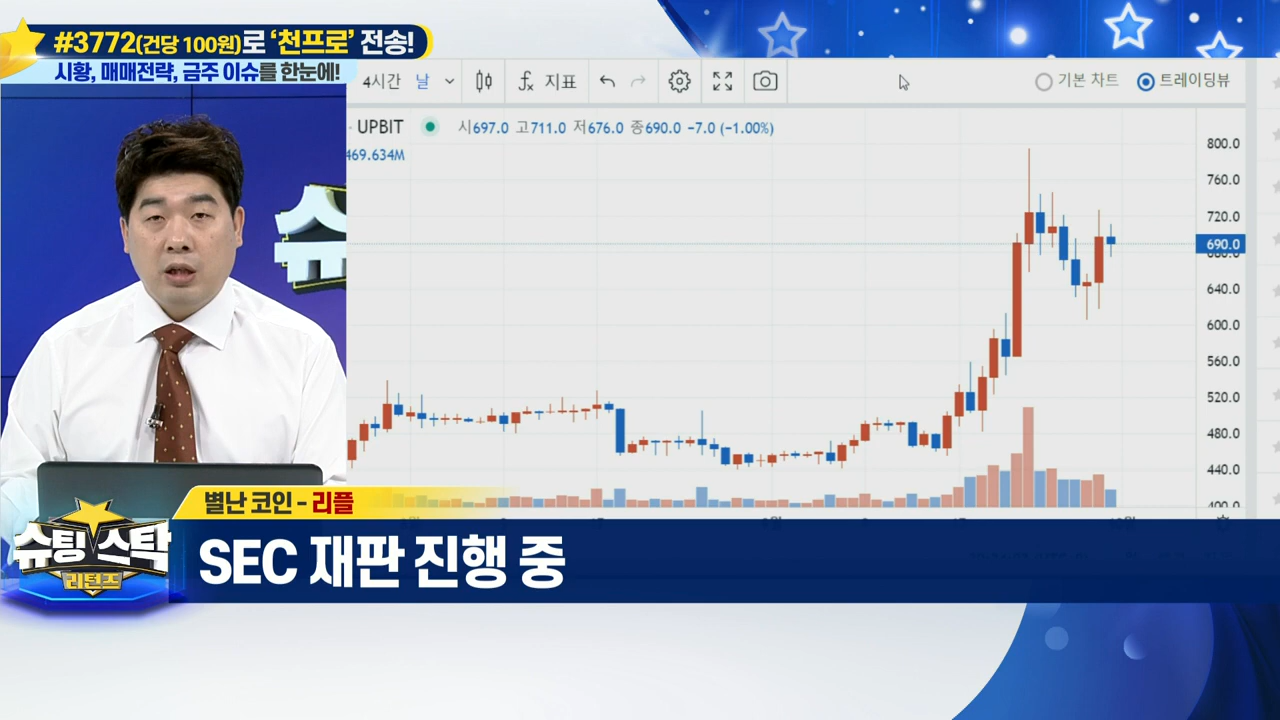 #3772(건당 100원)로 ‘천프로’ 전송!
시황, 매매전략, 금주 이슈를 한눈에!
4시간 날 지표 기본 차트 트레이딩뷰
· UPBIT 시697.0 고711.0 저676.0 종690.0 -7.0 (-1.00%)
469.634M
800.0
760.0
720.0
690.0
680.0
640.0
600.0
560.0
520.0
480.0
440.0
400.0
슈
별난 코인 - 리플
SEC 재판 진행 중
슈팅스탁
리턴즈